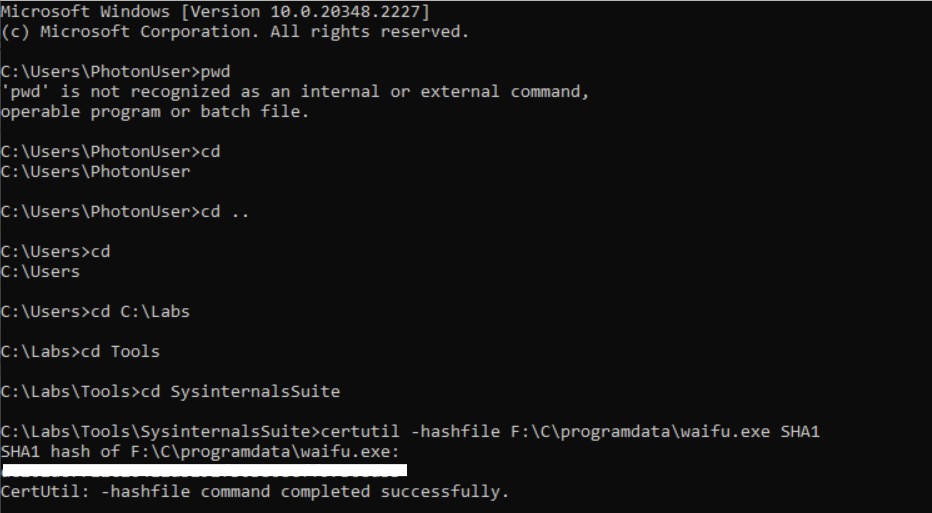 Microsoft Windows [Version 10.0.20348.2227]
(c) Microsoft Corporation. All rights reserved.
C:\Users\PhotonUser>pwd
'pwd' is not recognized as an internal or external command,
operable program or batch file.
C:\Users\PhotonUser>cd
C:\Users\PhotonUser
C:\Users\PhotonUser>cd ..
C:\Users>cd
C:\Users
C:\Users>cd C:\Labs
C:\Labs>cd Tools
C:\Labs\Tools>cd SysinternalsSuite
C:\Labs\Tools\SysinternalsSuite>certutil -hashfile F:\C\programdata\waifu.exe SHA1
SHA1 hash of F:\C\programdata\waifu.exe:
CertUtil: -hashfile command completed successfully.